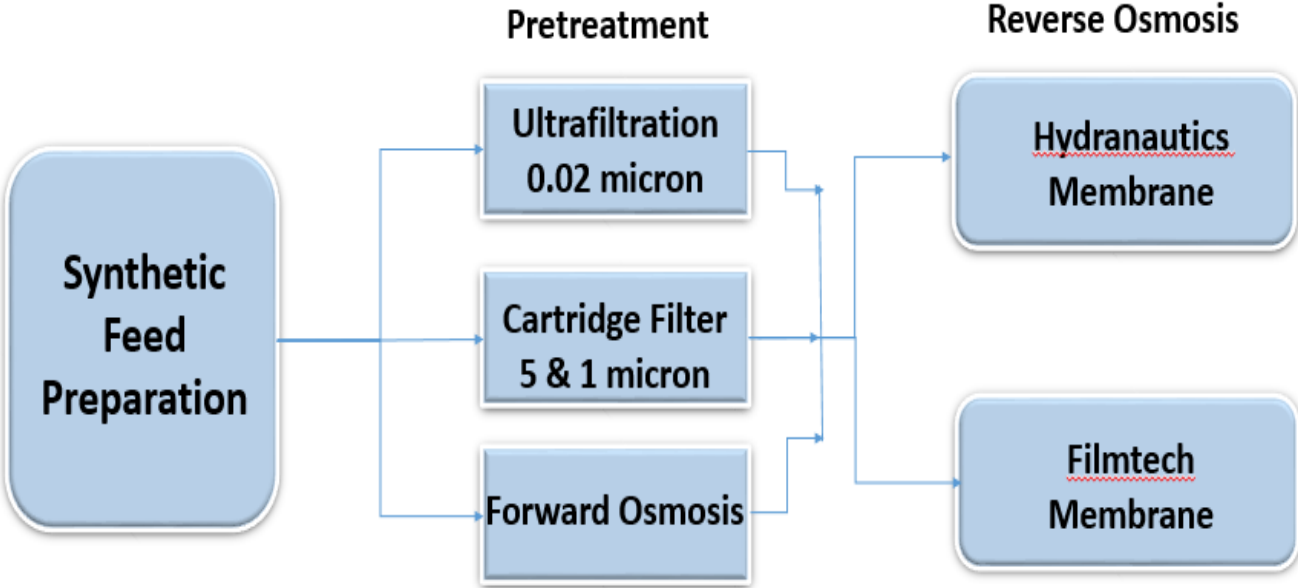 Pretreatment
Reverse Osmosis
Synthetic
Feed
Preparation
Ultrafiltration
0.02 micron
Cartridge Filter
5 & 1 micron
Forward Osmosis
Hydranautics
Membrane
Filmtech
Membrane